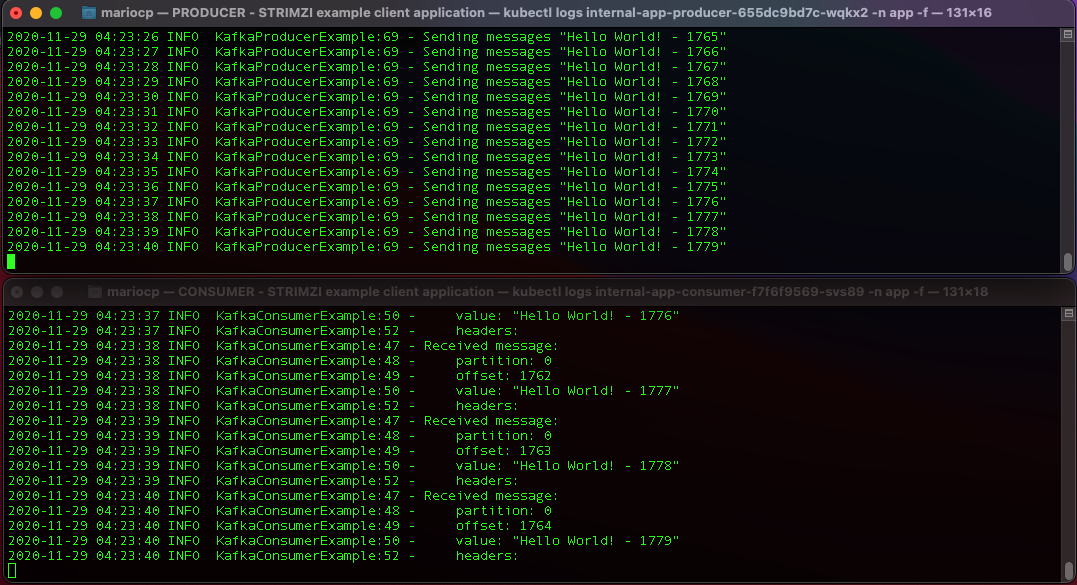 mariocp — PRODUCER - STRIMZI example client application — kubectl logs internal-app-producer-655dc9bd7c-wqkx2 -n app -f — 131×16
2020-11-29 04:23:26 INFO  KafkaProducerExample:69 - Sending messages "Hello World! - 1765"
2020-11-29 04:23:27 INFO  KafkaProducerExample:69 - Sending messages "Hello World! - 1766"
2020-11-29 04:23:28 INFO  KafkaProducerExample:69 - Sending messages "Hello World! - 1767"
2020-11-29 04:23:29 INFO  KafkaProducerExample:69 - Sending messages "Hello World! - 1768"
2020-11-29 04:23:30 INFO  KafkaProducerExample:69 - Sending messages "Hello World! - 1769"
2020-11-29 04:23:31 INFO  KafkaProducerExample:69 - Sending messages "Hello World! - 1770"
2020-11-29 04:23:32 INFO  KafkaProducerExample:69 - Sending messages "Hello World! - 1771"
2020-11-29 04:23:33 INFO  KafkaProducerExample:69 - Sending messages "Hello World! - 1772"
2020-11-29 04:23:34 INFO  KafkaProducerExample:69 - Sending messages "Hello World! - 1773"
2020-11-29 04:23:35 INFO  KafkaProducerExample:69 - Sending messages "Hello World! - 1774"
2020-11-29 04:23:36 INFO  KafkaProducerExample:69 - Sending messages "Hello World! - 1775"
2020-11-29 04:23:37 INFO  KafkaProducerExample:69 - Sending messages "Hello World! - 1776"
2020-11-29 04:23:38 INFO  KafkaProducerExample:69 - Sending messages "Hello World! - 1777"
2020-11-29 04:23:39 INFO  KafkaProducerExample:69 - Sending messages "Hello World! - 1778"
2020-11-29 04:23:40 INFO  KafkaProducerExample:69 - Sending messages "Hello World! - 1779"
mariocp — CONSUMER - STRIMZI example client application — kubectl logs internal-app-consumer-f7f6f9569-svs89 -n app -f — 131×18
2020-11-29 04:23:37 INFO  KafkaConsumerExample:50 -     value: "Hello World! - 1776"
2020-11-29 04:23:37 INFO  KafkaConsumerExample:52 -     headers:
2020-11-29 04:23:38 INFO  KafkaConsumerExample:47 - Received message:
2020-11-29 04:23:38 INFO  KafkaConsumerExample:48 -     partition: 0
2020-11-29 04:23:38 INFO  KafkaConsumerExample:49 -     offset: 1762
2020-11-29 04:23:38 INFO  KafkaConsumerExample:50 -     value: "Hello World! - 1777"
2020-11-29 04:23:38 INFO  KafkaConsumerExample:52 -     headers:
2020-11-29 04:23:39 INFO  KafkaConsumerExample:47 - Received message:
2020-11-29 04:23:39 INFO  KafkaConsumerExample:48 -     partition: 0
2020-11-29 04:23:39 INFO  KafkaConsumerExample:49 -     offset: 1763
2020-11-29 04:23:39 INFO  KafkaConsumerExample:50 -     value: "Hello World! - 1778"
2020-11-29 04:23:39 INFO  KafkaConsumerExample:52 -     headers:
2020-11-29 04:23:40 INFO  KafkaConsumerExample:47 - Received message:
2020-11-29 04:23:40 INFO  KafkaConsumerExample:48 -     partition: 0
2020-11-29 04:23:40 INFO  KafkaConsumerExample:49 -     offset: 1764
2020-11-29 04:23:40 INFO  KafkaConsumerExample:50 -     value: "Hello World! - 1779"
2020-11-29 04:23:40 INFO  KafkaConsumerExample:52 -     headers: